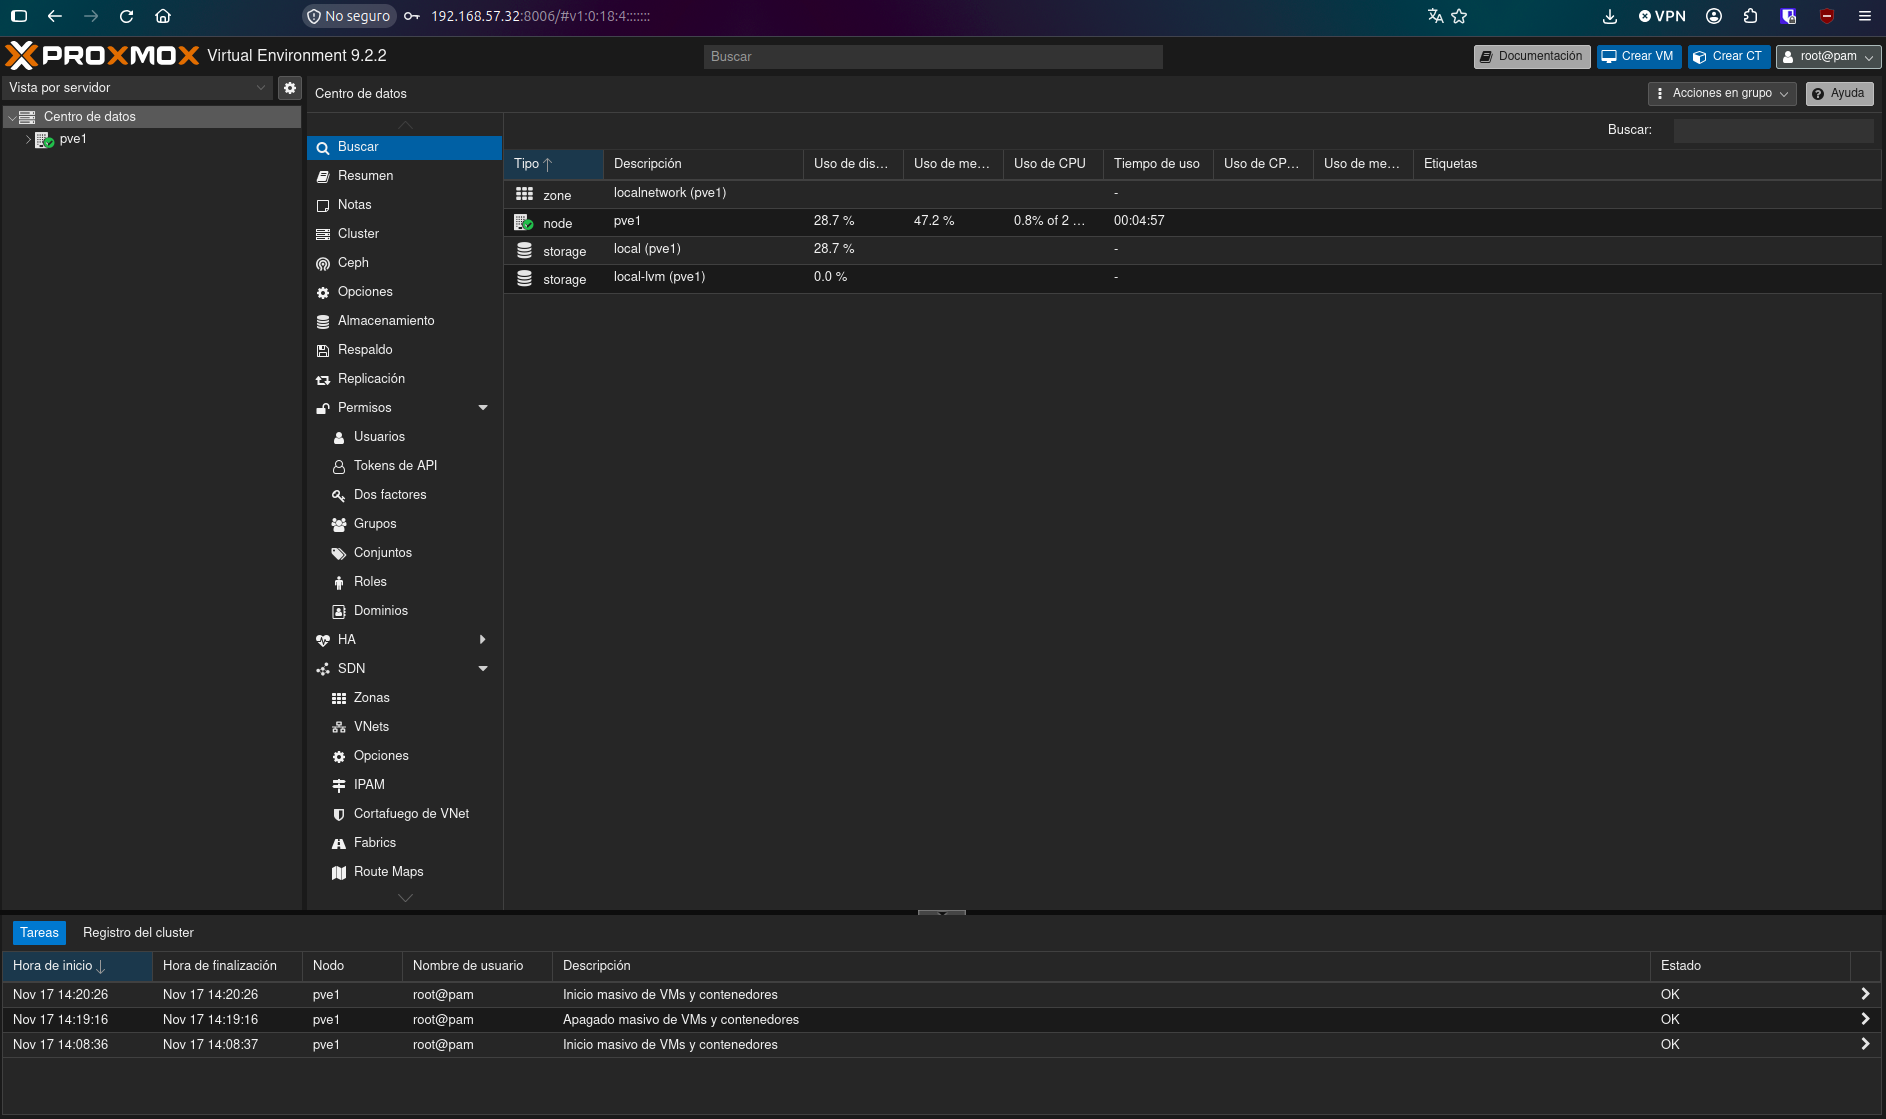 No seguro
192.168.57.32:8006/#v1:0:18:4:::::::
VPN
PROXMOX Virtual Environment 9.2.2
Buscar
Documentación
Crear VM
Crear CT
root@pam
Vista por servidor
Centro de datos
Acciones en grupo
Ayuda
Centro de datos
pve1
Buscar
Resumen
Notas
Cluster
Ceph
Opciones
Almacenamiento
Respaldo
Replicación
Permisos
Usuarios
Tokens de API
Dos factores
Grupos
Conjuntos
Roles
Dominios
HA
SDN
Zonas
VNets
Opciones
IPAM
Cortafuego de VNet
Fabrics
Route Maps
Buscar:
Tipo Descripción Uso de dis... Uso de me... Uso de CPU Tiempo de uso Uso de CP... Uso de me... Etiquetas
zone localnetwork (pve1) -
node pve1 28.7 % 47.2 % 0.8% of 2 ... 00:04:57
storage local (pve1) 28.7 % -
storage local-lvm (pve1) 0.0 % -
Tareas Registro del cluster
Hora de inicio Hora de finalización Nodo Nombre de usuario Descripción Estado
Nov 17 14:20:26 Nov 17 14:20:26 pve1 root@pam Inicio masivo de VMs y contenedores OK
Nov 17 14:19:16 Nov 17 14:19:16 pve1 root@pam Apagado masivo de VMs y contenedores OK
Nov 17 14:08:36 Nov 17 14:08:37 pve1 root@pam Inicio masivo de VMs y contenedores OK